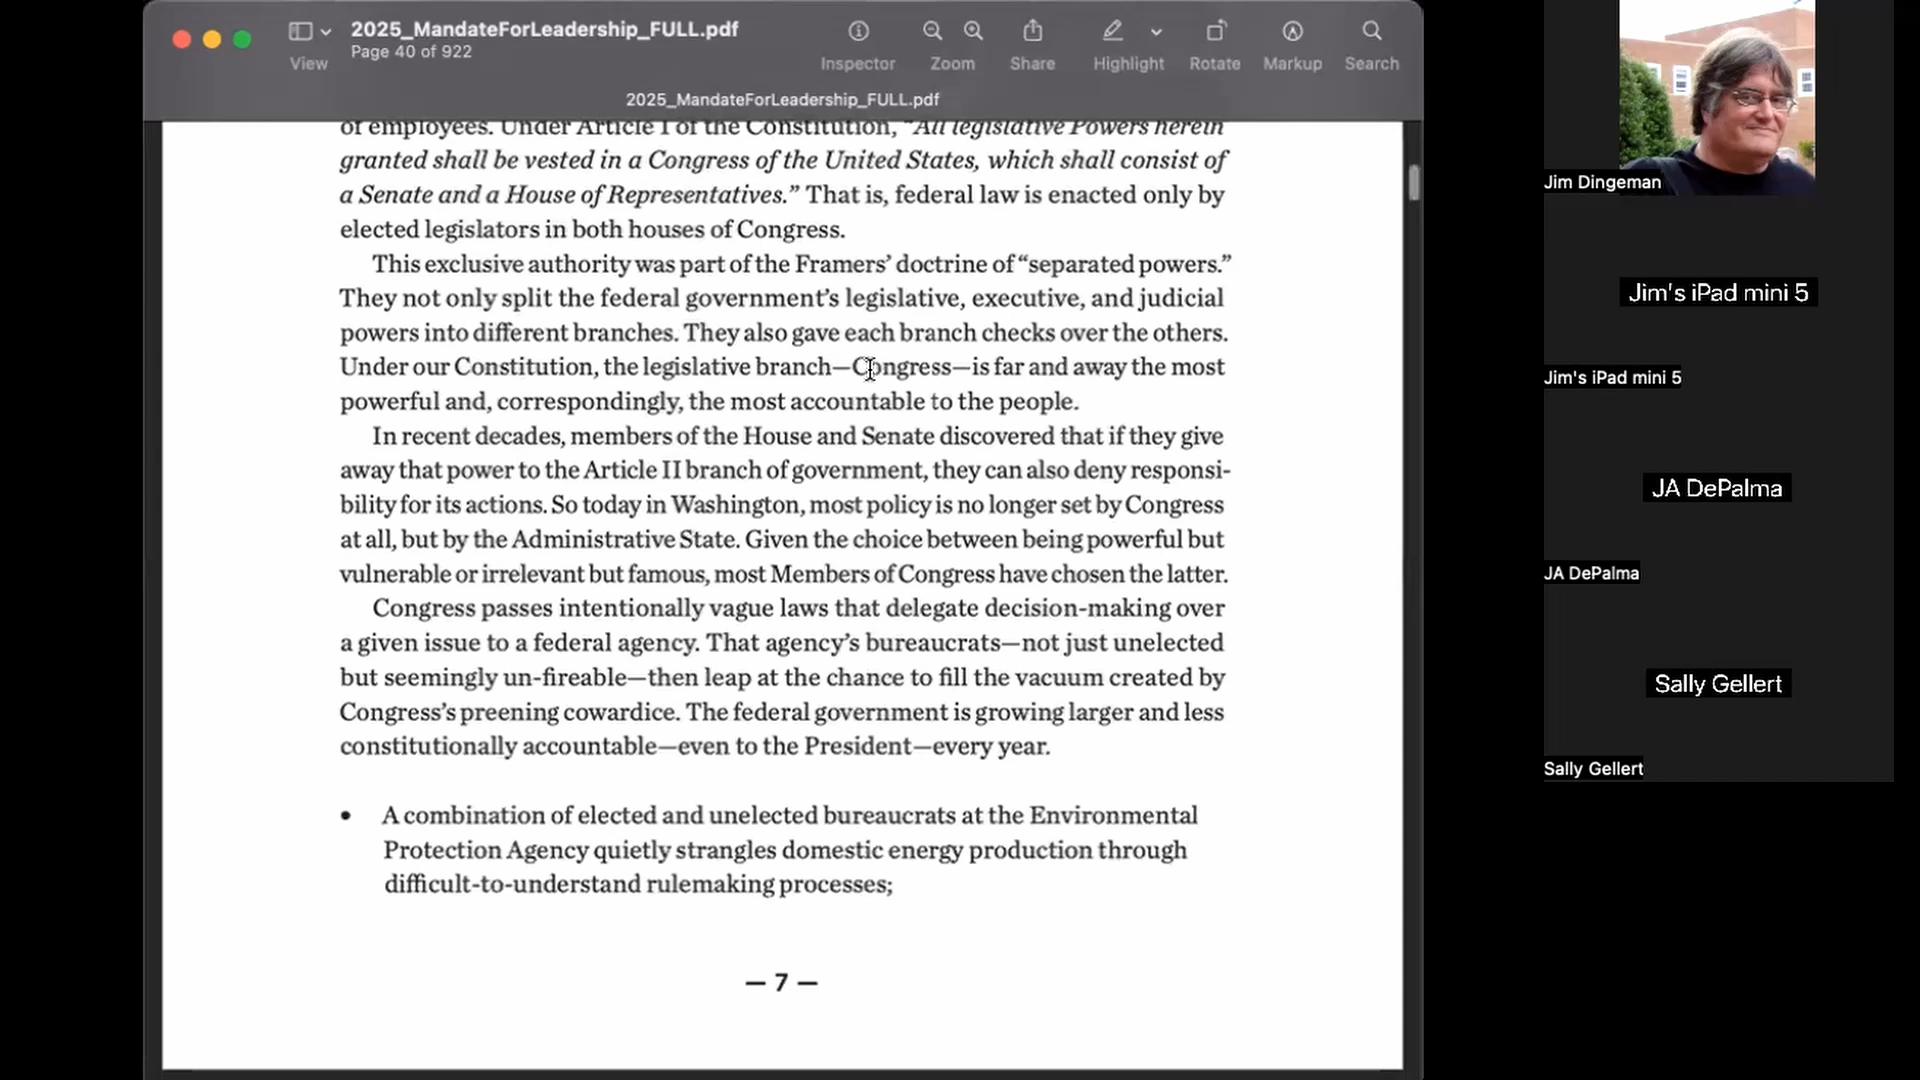 2025_MandateForLeadership_FULL.pdf
Page 40 of 922
View
Inspector
Zoom
Share
Highlight
Rotate
Markup
Search
2025_MandateForLeadership_FULL.pdf
of employees. Under Article I of the Constitution, “All legislative Powers herein
granted shall be vested in a Congress of the United States, which shall consist of
a Senate and a House of Representatives.” That is, federal law is enacted only by
elected legislators in both houses of Congress.
This exclusive authority was part of the Framers’ doctrine of “separated powers.”
They not only split the federal government’s legislative, executive, and judicial
powers into different branches. They also gave each branch checks over the others.
Under our Constitution, the legislative branch—Congress—is far and away the most
powerful and, correspondingly, the most accountable to the people.
In recent decades, members of the House and Senate discovered that if they give
away that power to the Article II branch of government, they can also deny responsi-
bility for its actions. So today in Washington, most policy is no longer set by Congress
at all, but by the Administrative State. Given the choice between being powerful but
vulnerable or irrelevant but famous, most Members of Congress have chosen the latter.
Congress passes intentionally vague laws that delegate decision-making over
a given issue to a federal agency. That agency’s bureaucrats—not just unelected
but seemingly un-fireable—then leap at the chance to fill the vacuum created by
Congress’s preening cowardice. The federal government is growing larger and less
constitutionally accountable—even to the President—every year.
• A combination of elected and unelected bureaucrats at the Environmental
Protection Agency quietly strangles domestic energy production through
difficult-to-understand rulemaking processes;
— 7 —
Jim Dingeman
Jim's iPad mini 5
Jim's iPad mini 5
JA DePalma
JA DePalma
Sally Gellert
Sally Gellert